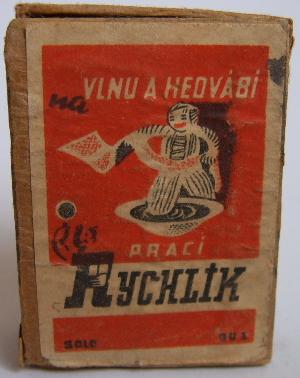 na VLNU A HEDVÁBÍ
PRACÍ
RYCHLÍK
SOLO